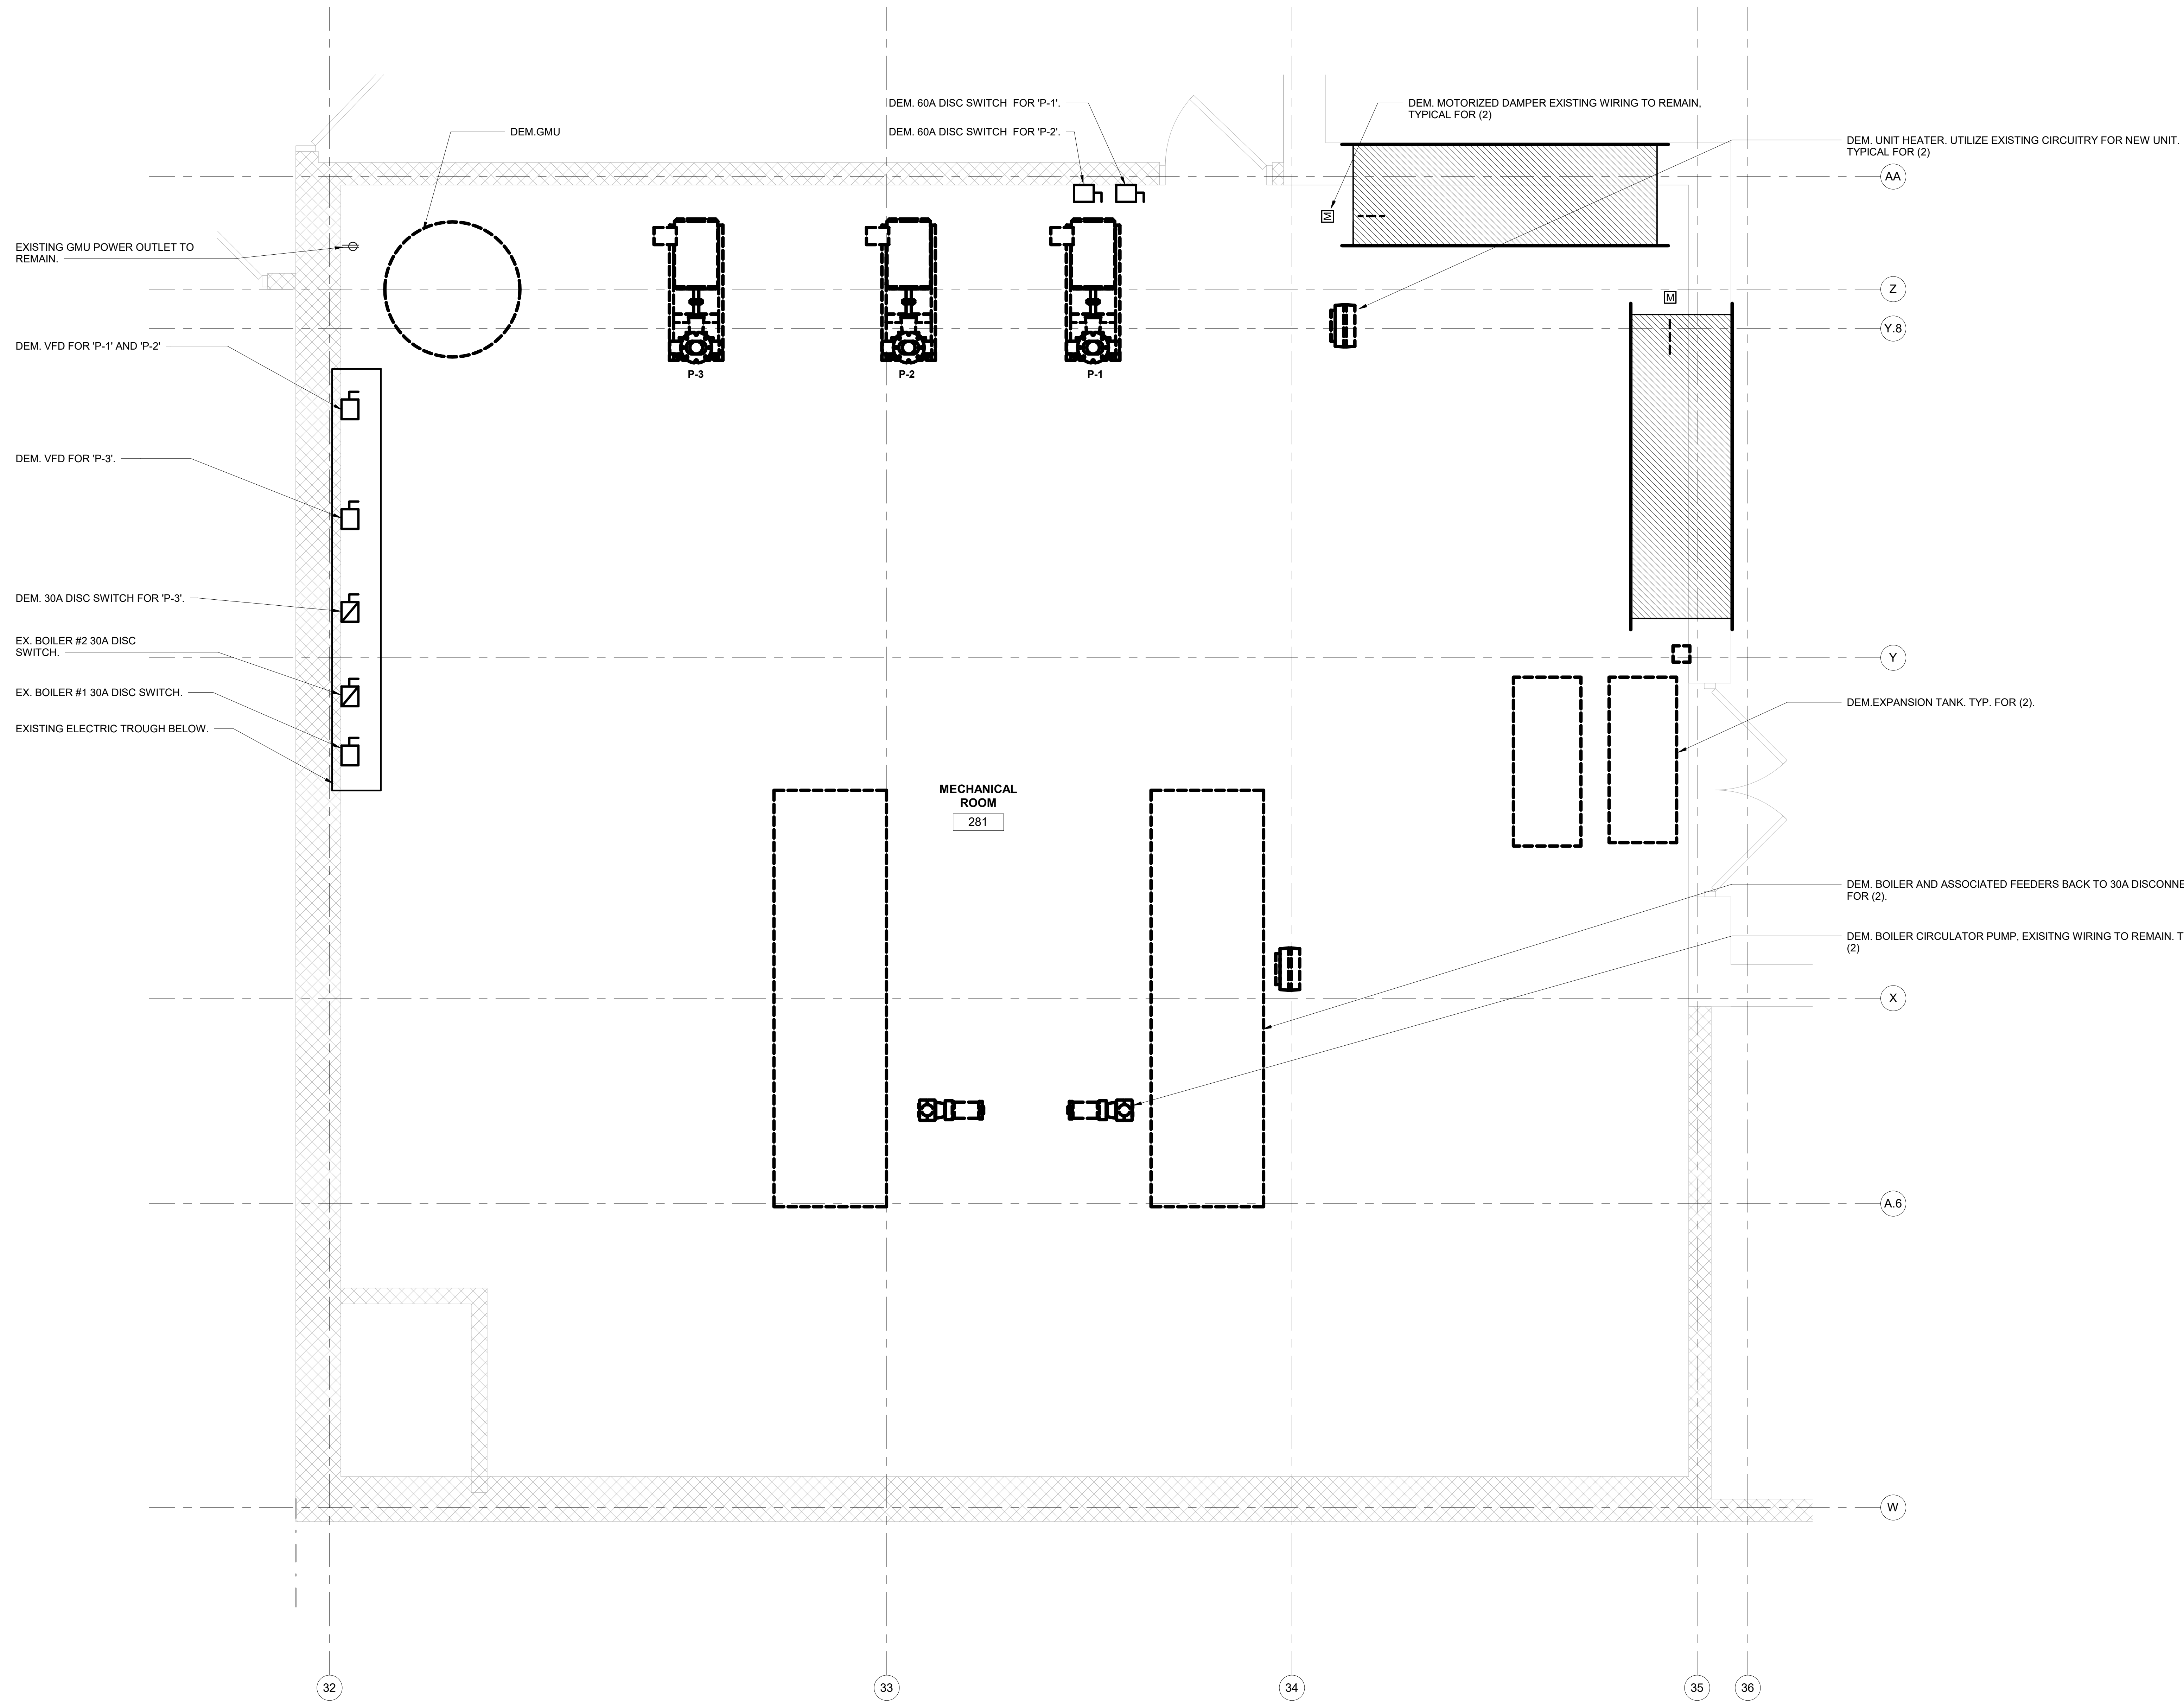 DEM. 60A DISC SWITCH FOR 'P-1'.
DEM. MOTORIZED DAMPER EXISTING WIRING TO REMAIN,
TYPICAL FOR (2)
DEM.GMU
DEM. 60A DISC SWITCH FOR 'P-2'.
DEM. UNIT HEATER. UTILIZE EXISTING CIRCUITRY FOR NEW UNIT.
TYPICAL FOR (2)
AA
M
EXISTING GMU POWER OUTLET TO
REMAIN.
Z
M
Y.8
DEM. VFD FOR 'P-1' AND 'P-2'
P-3
P-2
P-1
DEM. VFD FOR 'P-3'.
DEM. 30A DISC SWITCH FOR 'P-3'.
EX. BOILER #2 30A DISC
SWITCH.
Y
EX. BOILER #1 30A DISC SWITCH.
DEM.EXPANSION TANK. TYP. FOR (2).
EXISTING ELECTRIC TROUGH BELOW.
MECHANICAL
ROOM
281
DEM. BOILER AND ASSOCIATED FEEDERS BACK TO 30A
FOR (2).
DEM. BOILER CIRCULATOR PUMP, EXISITNG WIRING TO REMAIN.
(2)
X
A.6
W
32
33
34
35
36